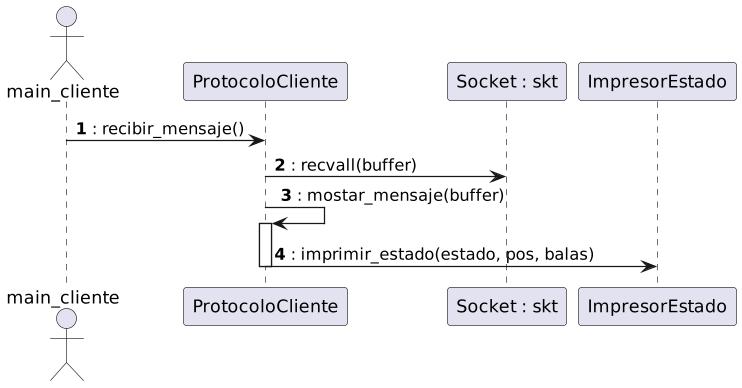 main_cliente
ProtocoloCliente
Socket : skt
ImpresorEstado
1 : recibir_mensaje()
2 : recvall(buffer)
3 : mostar_mensaje(buffer)
4 : imprimir_estado(estado, pos, balas)
main_cliente
ProtocoloCliente
Socket : skt
ImpresorEstado